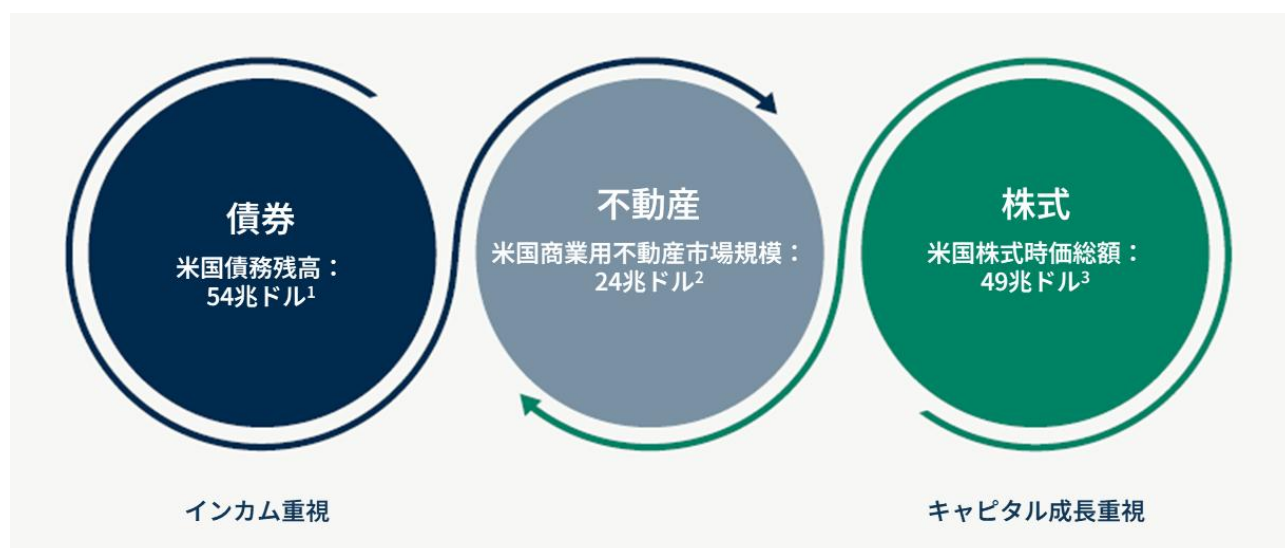 債券
米国債務残高：
54兆ドル¹
不動産
米国商業用不動産市場規模：
24兆ドル²
株式
米国株式時価総額：
49兆ドル³
インカム重視
キャピタル成長重視